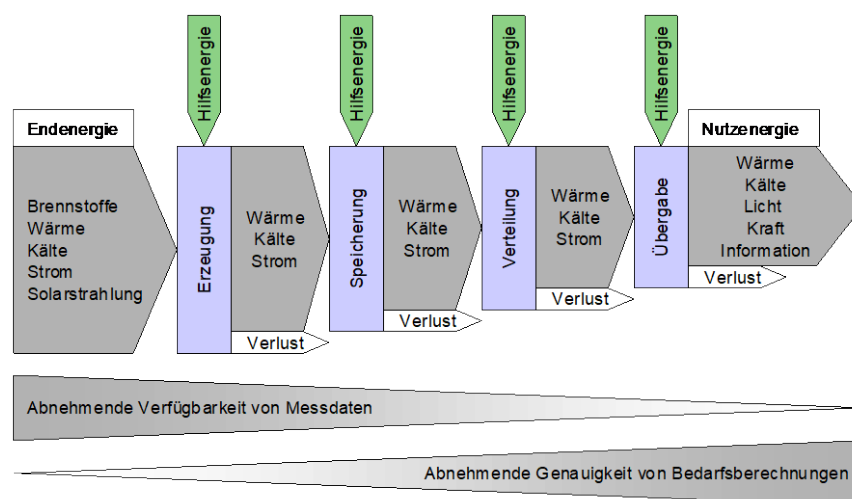 Hilfsenergie
Hilfsenergie
Hilfsenergie
Hilfsenergie
Endenergie
Brennstoffe
Wärme
Kälte
Strom
Solarstrahlung
Erzeugung
Wärme
Kälte
Strom
Verlust
Speicherung
Wärme
Kälte
Strom
Verlust
Verteilung
Wärme
Kälte
Strom
Verlust
Übergabe
Nutzenergie
Wärme
Kälte
Licht
Kraft
Information
Verlust
Abnehmende Verfügbarkeit von Messdaten
Abnehmende Genauigkeit von Bedarfsberechnungen